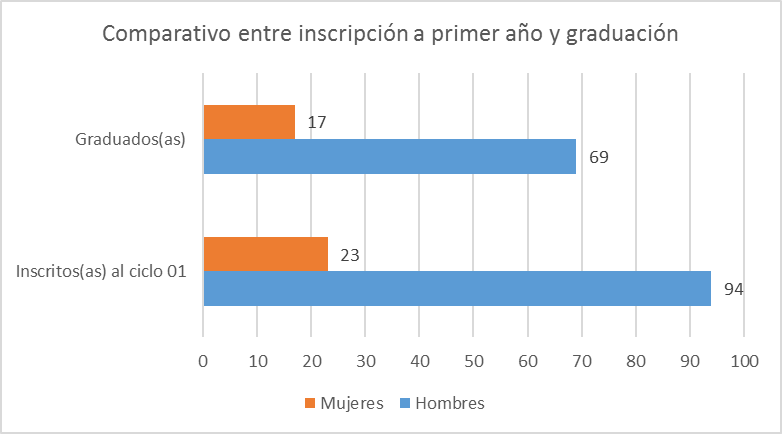 Comparativo entre inscripción a primer año y graduación
Graduados(as)
17
69
Inscritos(as) al ciclo 01
23
94
0 10 20 30 40 50 60 70 80 90 100
Mujeres Hombres